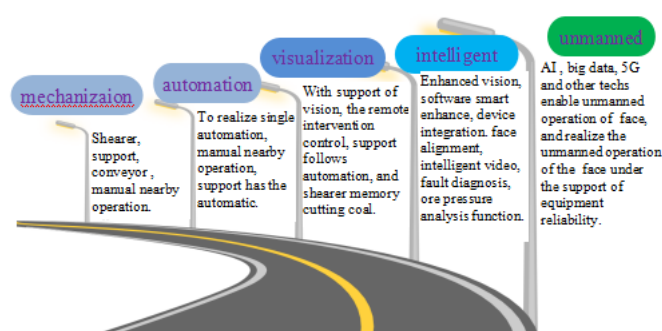 mechanizaion
Shearer,
support,
conveyor ,
manual nearby
operation.
automation
To realize single
automation,
manual nearby
operation,
support has the
automatic.
visualization
With support of
vision, the remote
intervention
control, support
follows
automation, and
shearer memory
cutting coal.
intelligent
Enhanced vision,
software smart
enhance, device
integration. face
alignment,
intelligent video,
fault diagnosis,
ore pressure
analysis function.
unmanned
AI , big data, 5G
and other techs
enable unmanned
operation of face,
and realize the
unmanned operation
of the face under
the support of
equipment
reliability.